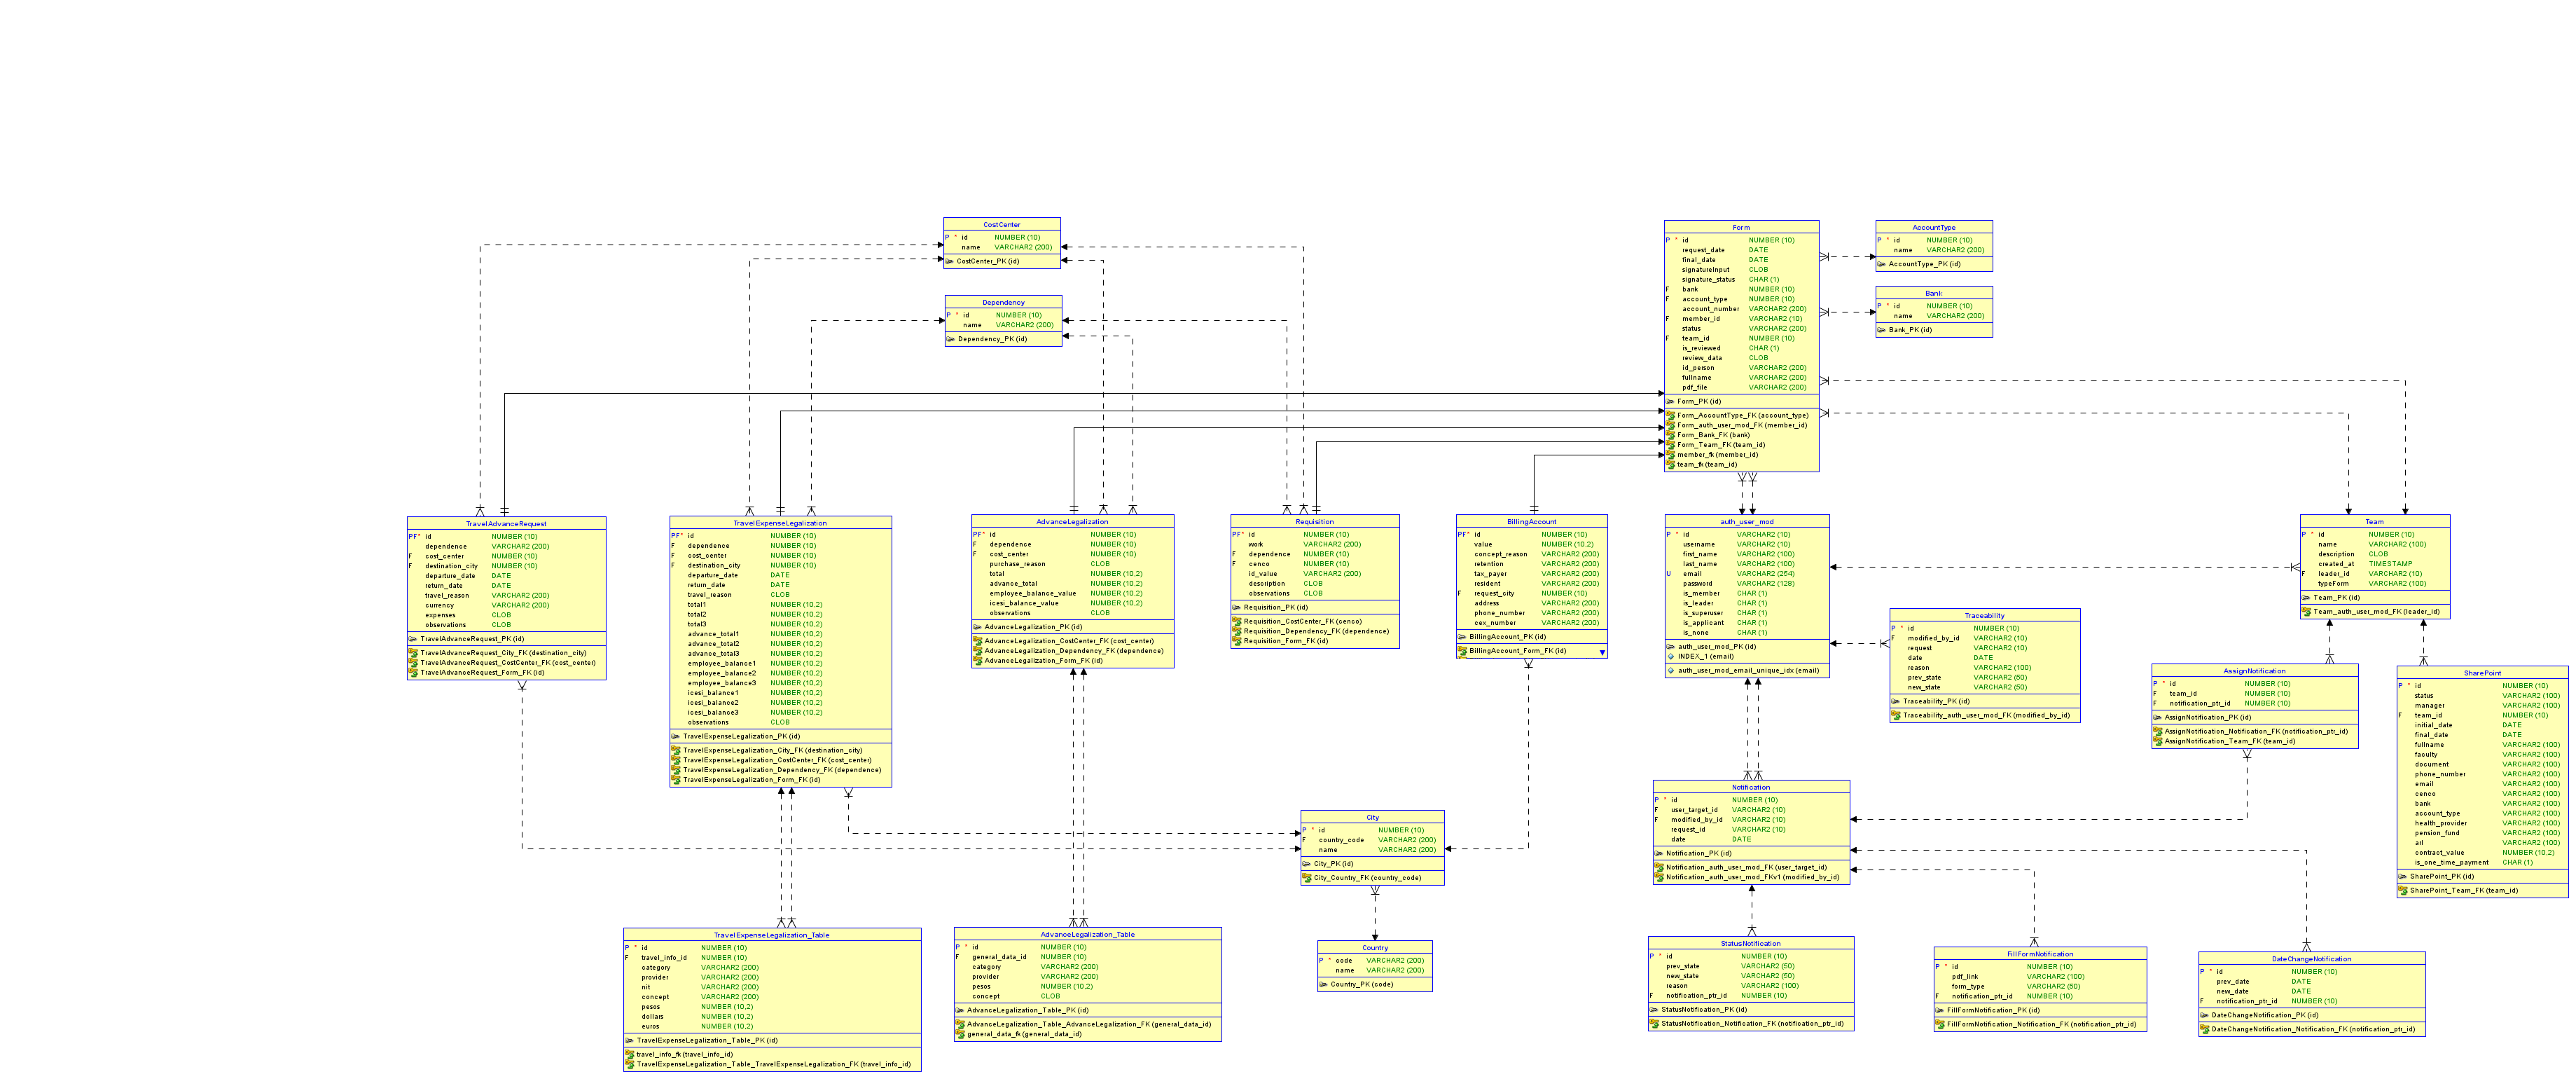 CostCenter
P * id NUMBER (10)
name VARCHAR2 (200)
CostCenter_PK (id)
Dependency
P * id NUMBER (10)
name VARCHAR2 (200)
Dependency_PK (id)
Form
P * id NUMBER (10)
request_date DATE
final_date DATE
signatureInput CLOB
signature_status CHAR (1)
F bank NUMBER (10)
F account_type NUMBER (10)
account_number VARCHAR2 (200)
F member_id VARCHAR2 (10)
status VARCHAR2 (200)
F team_id NUMBER (10)
is_reviewed CHAR (1)
review_data CLOB
id_person VARCHAR2 (200)
fullname VARCHAR2 (200)
pdf_file VARCHAR2 (200)
Form_PK (id)
Form_AccountType_FK (account_type)
Form_auth_user_mod_FK (member_id)
Form_Bank_FK (bank)
Form_Team_FK (team_id)
member_fk (member_id)
team_fk (team_id)
AccountType
P * id NUMBER (10)
name VARCHAR2 (200)
AccountType_PK (id)
Bank
P * id NUMBER (10)
name VARCHAR2 (200)
Bank_PK (id)
TravelAdvanceRequest
PF* id NUMBER (10)
dependence VARCHAR2 (200)
F cost_center NUMBER (10)
F destination_city NUMBER (10)
departure_date DATE
return_date DATE
travel_reason VARCHAR2 (200)
currency VARCHAR2 (200)
expenses CLOB
observations CLOB
TravelAdvanceRequest_PK (id)
TravelAdvanceRequest_City_FK (destination_city)
TravelAdvanceRequest_CostCenter_FK (cost_center)
TravelAdvanceRequest_Form_FK (id)
TravelExpenseLegalization
PF* id NUMBER (10)
F dependence NUMBER (10)
F cost_center NUMBER (10)
F destination_city NUMBER (10)
departure_date DATE
return_date DATE
travel_reason CLOB
total1 NUMBER (10,2)
total2 NUMBER (10,2)
total3 NUMBER (10,2)
advance_total1 NUMBER (10,2)
advance_total2 NUMBER (10,2)
advance_total3 NUMBER (10,2)
employee_balance1 NUMBER (10,2)
employee_balance2 NUMBER (10,2)
employee_balance3 NUMBER (10,2)
icesi_balance1 NUMBER (10,2)
icesi_balance2 NUMBER (10,2)
icesi_balance3 NUMBER (10,2)
observations CLOB
TravelExpenseLegalization_PK (id)
TravelExpenseLegalization_City_FK (destination_city)
TravelExpenseLegalization_CostCenter_FK (cost_center)
TravelExpenseLegalization_Dependency_FK (dependence)
TravelExpenseLegalization_Form_FK (id)
AdvanceLegalization
PF* id NUMBER (10)
F dependence NUMBER (10)
F cost_center NUMBER (10)
purchase_reason CLOB
total NUMBER (10,2)
advance_total NUMBER (10,2)
employee_balance_value NUMBER (10,2)
icesi_balance_value NUMBER (10,2)
observations CLOB
AdvanceLegalization_PK (id)
AdvanceLegalization_CostCenter_FK (cost_center)
AdvanceLegalization_Dependency_FK (dependence)
AdvanceLegalization_Form_FK (id)
Requisition
PF* id NUMBER (10)
work VARCHAR2 (200)
F dependence NUMBER (10)
F cenco NUMBER (10)
id_value VARCHAR2 (200)
description CLOB
observations CLOB
Requisition_PK (id)
Requisition_CostCenter_FK (cenco)
Requisition_Dependency_FK (dependence)
Requisition_Form_FK (id)
BillingAccount
PF* id NUMBER (10)
value NUMBER (10,2)
concept_reason VARCHAR2 (200)
retention VARCHAR2 (200)
tax_payer VARCHAR2 (200)
resident VARCHAR2 (200)
F request_city NUMBER (10)
address VARCHAR2 (200)
phone_number VARCHAR2 (200)
cex_number VARCHAR2 (200)
BillingAccount_PK (id)
BillingAccount_Form_FK (id)
auth_user_mod
P * id VARCHAR2 (10)
username VARCHAR2 (10)
first_name VARCHAR2 (100)
last_name VARCHAR2 (100)
U email VARCHAR2 (254)
password VARCHAR2 (128)
is_member CHAR (1)
is_leader CHAR (1)
is_superuser CHAR (1)
is_applicant CHAR (1)
is_none CHAR (1)
auth_user_mod_PK (id)
INDEX_1 (email)
auth_user_mod_email_unique_idx (email)
Traceability
P * id NUMBER (10)
F modified_by_id VARCHAR2 (10)
request VARCHAR2 (10)
date DATE
reason VARCHAR2 (100)
prev_state VARCHAR2 (50)
new_state VARCHAR2 (50)
Traceability_PK (id)
Traceability_auth_user_mod_FK (modified_by_id)
Team
P * id NUMBER (10)
name VARCHAR2 (100)
description CLOB
created_at TIMESTAMP
F leader_id VARCHAR2 (10)
typeForm VARCHAR2 (100)
Team_PK (id)
Team_auth_user_mod_FK (leader_id)
AssignNotification
P * id NUMBER (10)
F team_id NUMBER (10)
F notification_ptr_id NUMBER (10)
AssignNotification_PK (id)
AssignNotification_Notification_FK (notification_ptr_id)
AssignNotification_Team_FK (team_id)
SharePoint
P * id NUMBER (10)
status VARCHAR2 (100)
manager VARCHAR2 (100)
F team_id NUMBER (10)
initial_date DATE
final_date DATE
fullname VARCHAR2 (100)
faculty VARCHAR2 (100)
document VARCHAR2 (100)
phone_number VARCHAR2 (100)
email VARCHAR2 (100)
cenco VARCHAR2 (100)
bank VARCHAR2 (100)
account_type VARCHAR2 (100)
health_provider VARCHAR2 (100)
pension_fund VARCHAR2 (100)
arl VARCHAR2 (100)
contract_value NUMBER (10,2)
is_one_time_payment CHAR (1)
SharePoint_PK (id)
SharePoint_Team_FK (team_id)
Notification
P * id NUMBER (10)
F user_target_id VARCHAR2 (10)
F modified_by_id VARCHAR2 (10)
request_id VARCHAR2 (10)
date DATE
Notification_PK (id)
Notification_auth_user_mod_FK (user_target_id)
Notification_auth_user_mod_FKv1 (modified_by_id)
City
P * id NUMBER (10)
F country_code VARCHAR2 (200)
name VARCHAR2 (200)
City_PK (id)
City_Country_FK (country_code)
TravelExpenseLegalization_Table
P * id NUMBER (10)
F travel_info_id NUMBER (10)
category VARCHAR2 (200)
provider VARCHAR2 (200)
nit VARCHAR2 (200)
concept VARCHAR2 (200)
pesos NUMBER (10,2)
dollars NUMBER (10,2)
euros NUMBER (10,2)
TravelExpenseLegalization_Table_PK (id)
travel_info_fk (travel_info_id)
TravelExpenseLegalization_Table_TravelExpenseLegalization_FK (travel_info_id)
AdvanceLegalization_Table
P * id NUMBER (10)
F general_data_id NUMBER (10)
category VARCHAR2 (200)
provider VARCHAR2 (200)
pesos NUMBER (10,2)
concept CLOB
AdvanceLegalization_Table_PK (id)
AdvanceLegalization_Table_AdvanceLegalization_FK (general_data_id)
general_data_fk (general_data_id)
Country
P * code VARCHAR2 (200)
name VARCHAR2 (200)
Country_PK (code)
StatusNotification
P * id NUMBER (10)
prev_state VARCHAR2 (50)
new_state VARCHAR2 (50)
reason VARCHAR2 (100)
F notification_ptr_id NUMBER (10)
StatusNotification_PK (id)
StatusNotification_Notification_FK (notification_ptr_id)
FillFormNotification
P * id NUMBER (10)
pdf_link VARCHAR2 (100)
form_type VARCHAR2 (50)
F notification_ptr_id NUMBER (10)
FillFormNotification_PK (id)
FillFormNotification_Notification_FK (notification_ptr_id)
DateChangeNotification
P * id NUMBER (10)
prev_date DATE
new_date DATE
F notification_ptr_id NUMBER (10)
DateChangeNotification_PK (id)
DateChangeNotification_Notification_FK (notification_ptr_id)